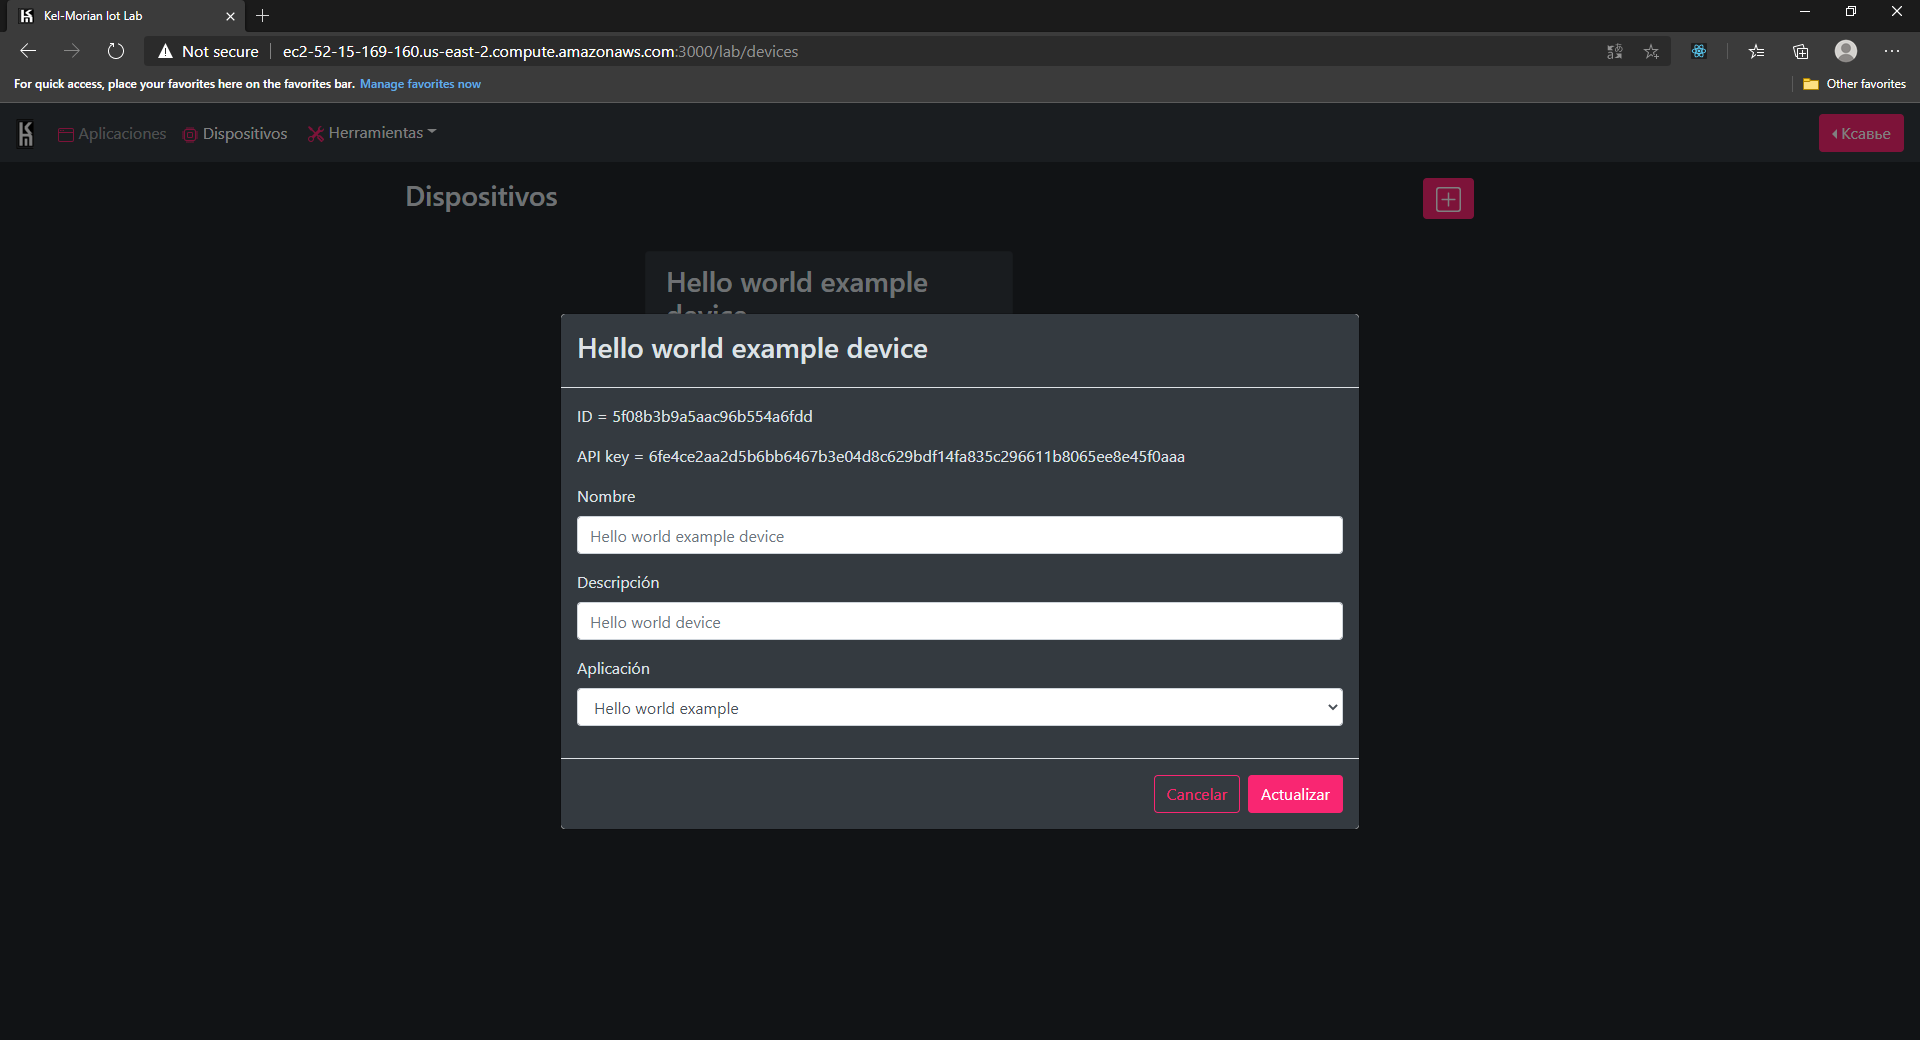 Kel-Morian Iot Lab
Not secure
ec2-52-15-169-160.us-east-2.compute.amazonaws.com:3000/lab/devices
For quick access, place your favorites here on the favorites bar. Manage favorites now
Other favorites
Aplicaciones
Dispositivos
Herramientas
Ксавье
Dispositivos
Hello world example
device
Hello world example device
ID = 5f08b3b9a5aac96b554a6fdd
API key = 6fe4ce2aa2d5b6bb6467b3e04d8c629bdf14fa835c296611b8065ee8e45f0aaa
Nombre
Hello world example device
Descripción
Hello world device
Aplicación
Hello world example
Cancelar
Actualizar